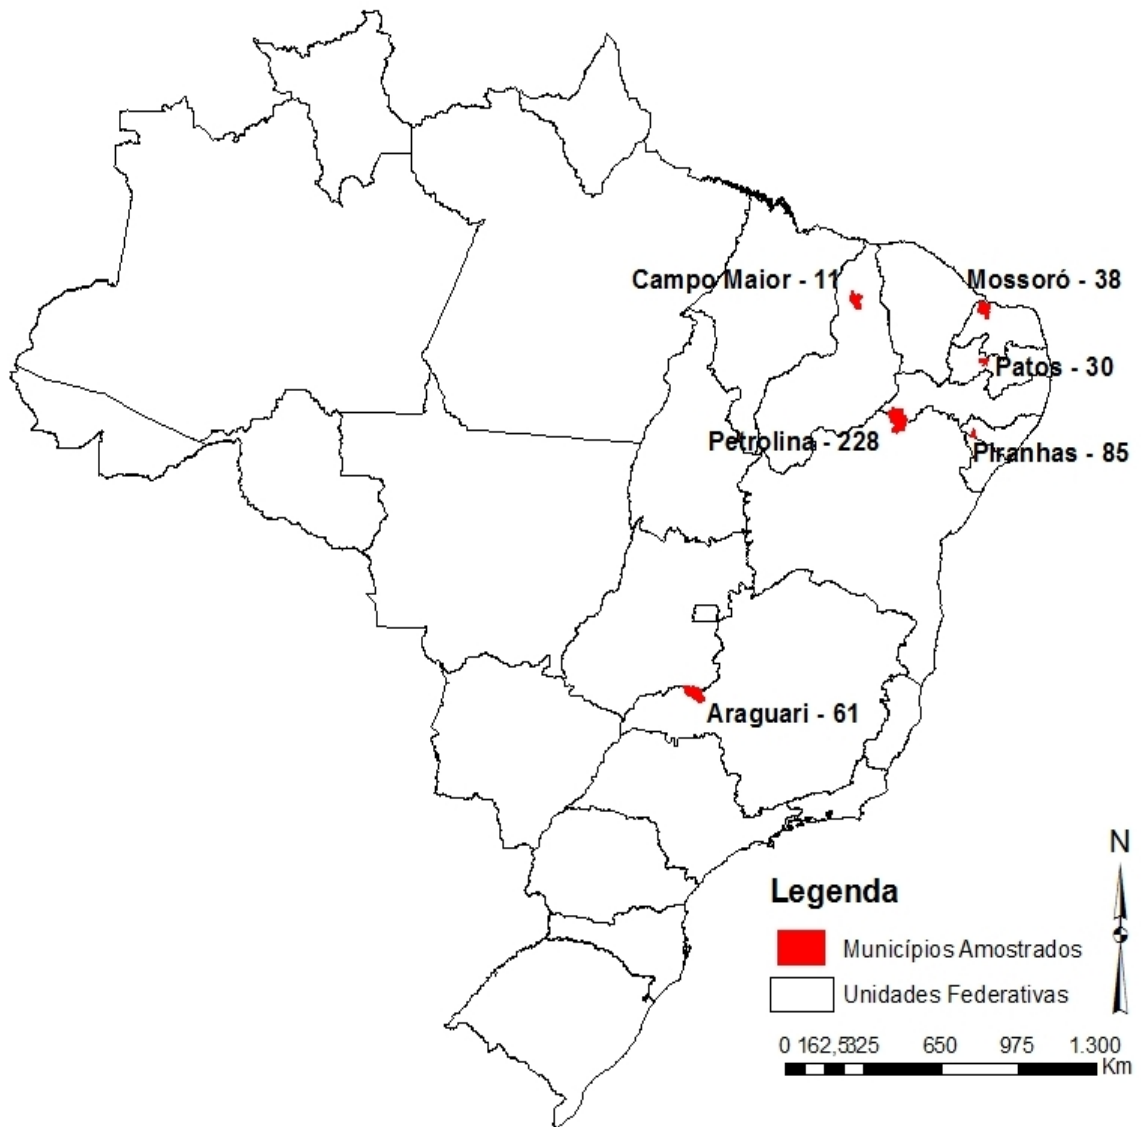 Campo Maior - 11
Mossoró - 38
Patos - 30
Petrolina - 228
Piranhas - 85
Araguari - 61
N
Legenda
Municípios Amostrados
Unidades Federativas
0 162,5325 650 975 1.300
Km